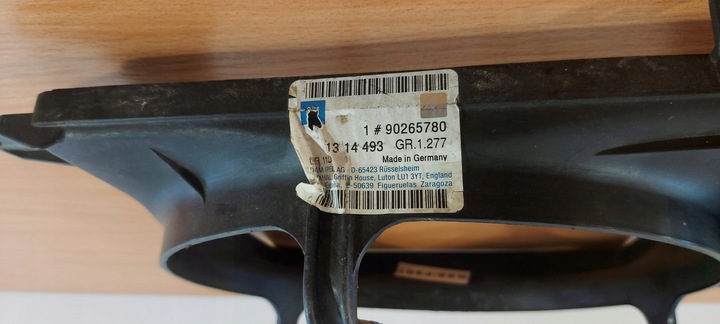 1 # 90265780
13 14 493 GR.1.277
Made in Germany
AG - D-65423 Rüsselsheim
Griffin House, Luton LU1 3YT, England
50639 Figueruelas Zaragoza